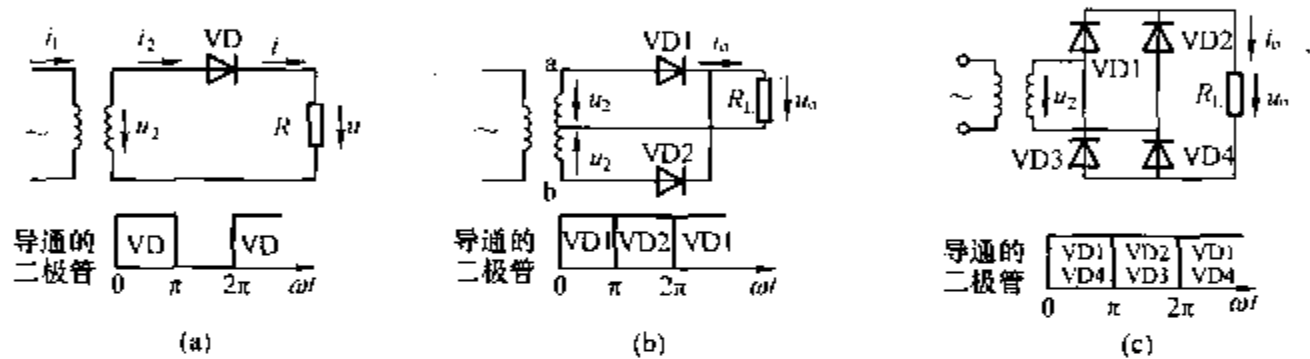 i₁ i₂ VD i
~ u₂ R u
导通的
二极管
VD VD
0 π 2π ωt
(a)
a VD1 iₒ
~ u₂ R_L uₒ
u₂ VD2
b
导通的
二极管
VD1 VD2 VD1
0 π 2π ωt
(b)
VD2 iₒ
VD1
~ u₂ R_L uₒ
VD3 VD4
导通的
二极管
VD1 VD2 VD1
VD4 VD3 VD4
0 π 2π ωt
(c)